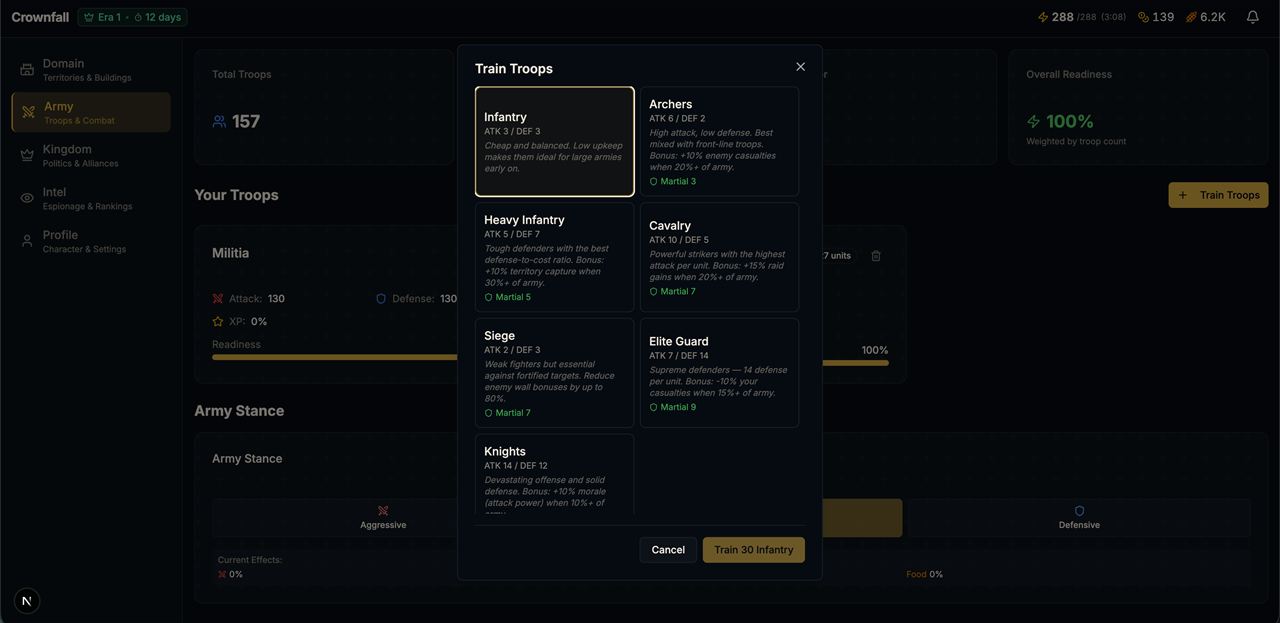 Crownfall
Era 1 • 12 days
288 /288 (3:08) 139 6.2K
Domain
Territories & Buildings
Army
Troops & Combat
Kingdom
Politics & Alliances
Intel
Espionage & Rankings
Profile
Character & Settings
Total Troops
157
Overall Readiness
100%
Weighted by troop count
Your Troops
+ Train Troops
Militia
7 units
Attack: 130
Defense: 130
XP: 0%
Readiness
100%
Army Stance
Army Stance
Aggressive
Defensive
Current Effects:
0%
Food 0%
N
Train Troops
Infantry
ATK 3 / DEF 3
Cheap and balanced. Low upkeep
makes them ideal for large armies
early on.
Archers
ATK 6 / DEF 2
High attack, low defense. Best
mixed with front-line troops.
Bonus: +10% enemy casualties
when 20%+ of army.
Martial 3
Heavy Infantry
ATK 5 / DEF 7
Tough defenders with the best
defense-to-cost ratio. Bonus:
+10% territory capture when
30%+ of army.
Martial 5
Cavalry
ATK 10 / DEF 5
Powerful strikers with the highest
attack per unit. Bonus: +15% raid
gains when 20%+ of army.
Martial 7
Siege
ATK 2 / DEF 3
Weak fighters but essential
against fortified targets. Reduce
enemy wall bonuses by up to
80%.
Martial 7
Elite Guard
ATK 7 / DEF 14
Supreme defenders — 14 defense
per unit. Bonus: -10% your
casualties when 15%+ of army.
Martial 9
Knights
ATK 14 / DEF 12
Devastating offense and solid
defense. Bonus: +10% morale
(attack power) when 10%+ of
Cancel
Train 30 Infantry